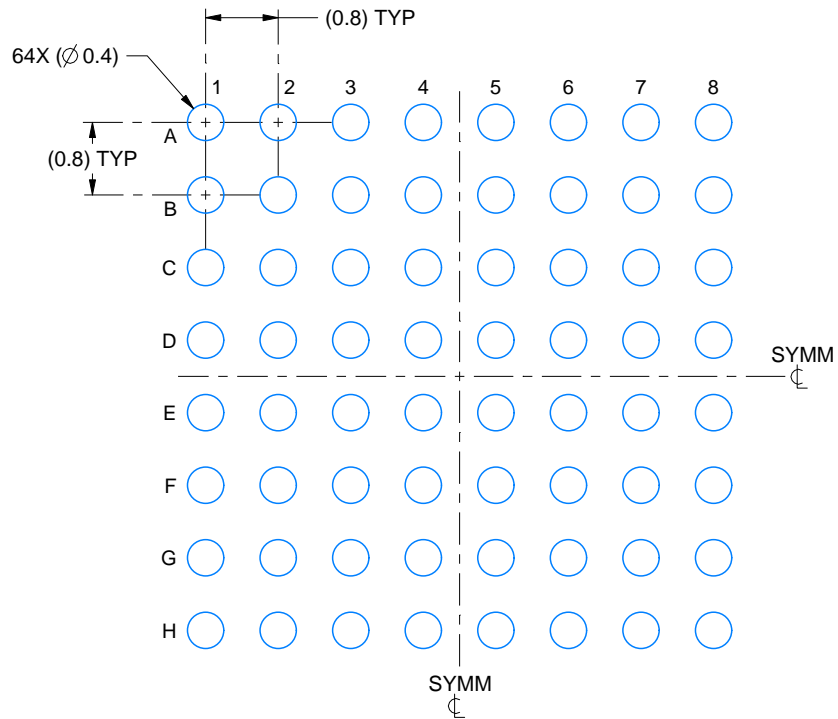 (0.8) TYP
64X (∅ 0.4)
1 2 3 4 5 6 7 8
A
(0.8) TYP
B
C
D
SYMM
℄
E
F
G
H
SYMM
℄